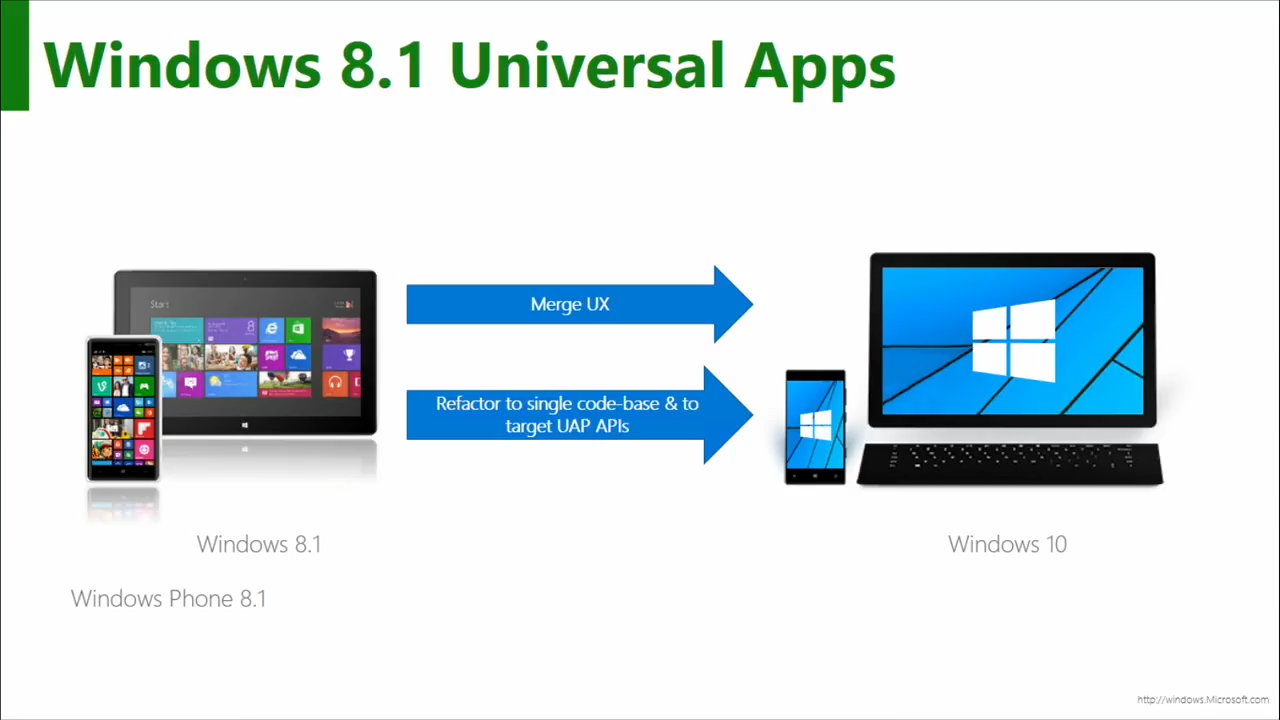 Windows 8.1 Universal Apps
Start
Merge UX
Refactor to single code-base & to
target UAP APIs
Windows 8.1
Windows 10
Windows Phone 8.1
http://windows.Microsoft.com